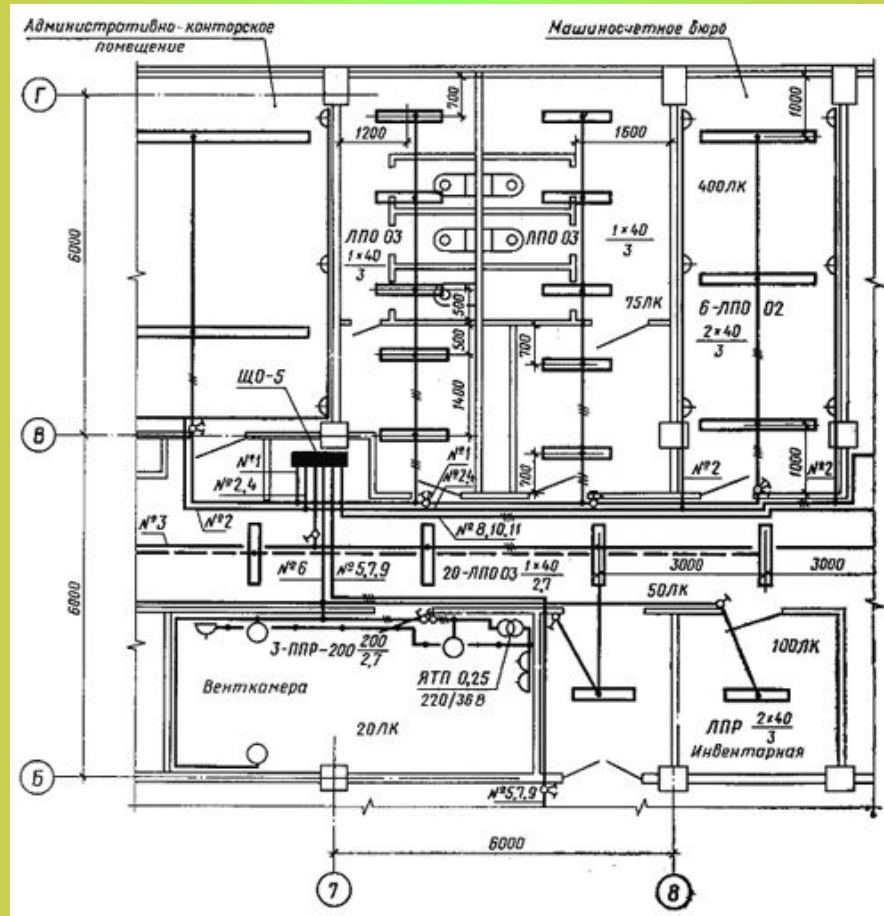 Административно-конторское
помещение
Машиносчетное бюро
Г
700
1000
1200
1600
400ЛК
6000
ЛПО 03
1×40
3
ЛПО 03
1×40
3
500
75ЛК
6-ЛПО 02
2×40
3
500
700
ЩО-5
1400
В
№1
№2,4
700
№1
№2,4
№2
1000
№2
№3
№2
№8,10,11
№6
№5,7,9
20-ЛПО 03
1×40
2,7
3000
3000
50ЛК
6000
3-ППР-200
200
2,7
100ЛК
ЯТП 0,25
220/36В
Венткамера
20ЛК
ЛПР
2×40
3
Инвентарная
Б
№5,7,9
6000
7
8